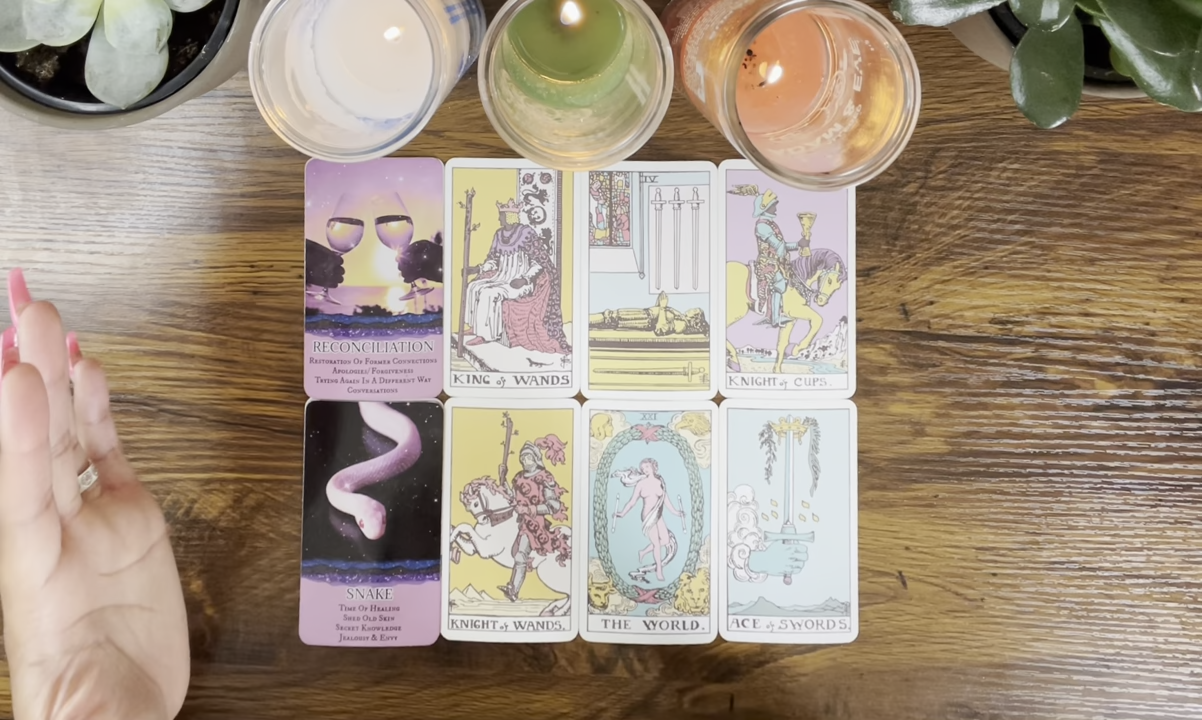 RECONCILIATION
RESTORATION OF FORMER CONNECTIONS
APOLOGIES/FORGIVENESS
TRYING AGAIN IN A DIFFERENT WAY
CONVERSATIONS
KING of WANDS
IV
KNIGHT of CUPS.
SNAKE
TIME OF HEALING
SHED OLD SKIN
SECRET KNOWLEDGE
JEALOUSY & ENVY
KNIGHT of WANDS.
XXI
THE WORLD.
ACE of SWORDS.